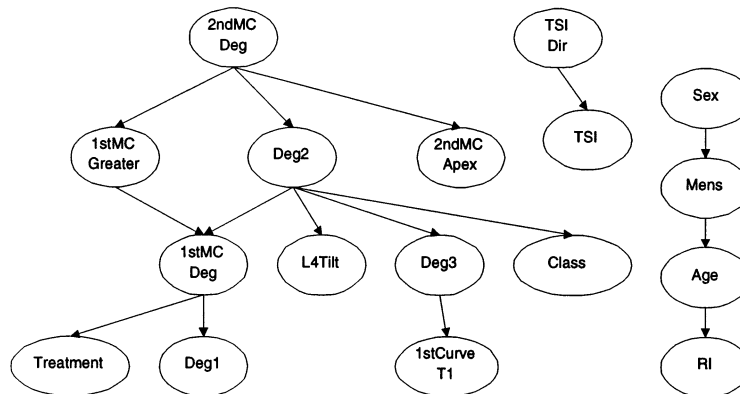 2ndMC
Deg
TSI
Dir
Sex
1stMC
Greater
Deg2
2ndMC
Apex
TSI
Mens
1stMC
Deg
L4Tilt
Deg3
Class
Age
Treatment
Deg1
1stCurve
T1
RI